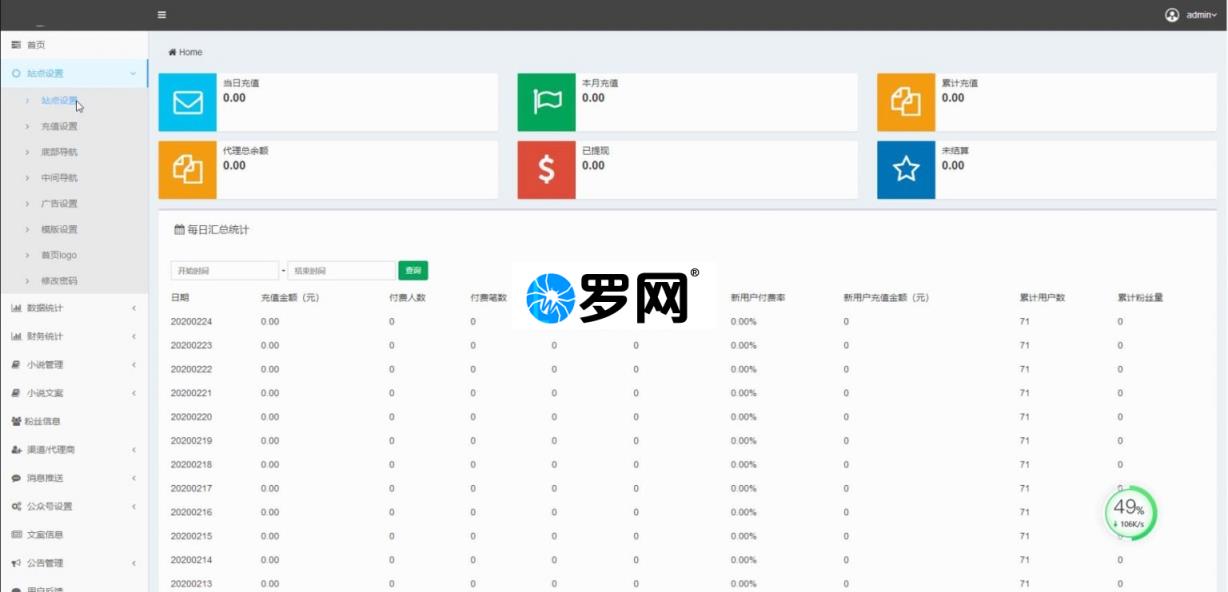 admin
首页
Home
站点设置
站点设置
充值设置
底部导航
中间导航
广告设置
模版设置
首页logo
修改密码
数据统计
财务统计
小说管理
小说文案
粉丝信息
渠道/代理商
消息推送
公众号设置
文案信息
公告管理
用户反馈
当日充值
0.00
本月充值
0.00
累计充值
0.00
代理总余额
0.00
已提现
0.00
未结算
0.00
每日汇总统计
开始时间 - 结束时间 查询
罗网®
日期 充值金额（元） 付费人数 付费笔数 新用户付费率 新用户充值金额（元） 累计用户数 累计粉丝量
20200224 0.00 0 0 0.00% 0 71 0
20200223 0.00 0 0 0 0 0.00% 0 71 0
20200222 0.00 0 0 0 0 0.00% 0 71 0
20200221 0.00 0 0 0 0 0.00% 0 71 0
20200220 0.00 0 0 0 0 0.00% 0 71 0
20200219 0.00 0 0 0 0 0.00% 0 71 0
20200218 0.00 0 0 0 0 0.00% 0 71 0
20200217 0.00 0 0 0 0 0.00% 0 71 0
20200216 0.00 0 0 0 0 0.00% 0 71
20200215 0.00 0 0 0 0 0.00% 0 71 0
20200214 0.00 0 0 0 0 0.00% 0 71 0
20200213 0.00 0 0 0 0 0.00% 0 71 0
49%
106K/s